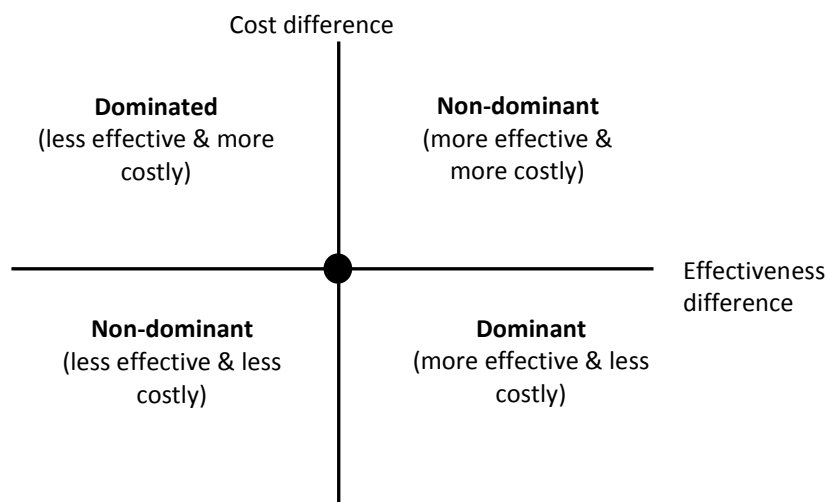 Cost difference
Dominated
(less effective & more
costly)
Non-dominant
(more effective &
more costly)
Effectiveness
difference
Non-dominant
(less effective & less
costly)
Dominant
(more effective & less
costly)